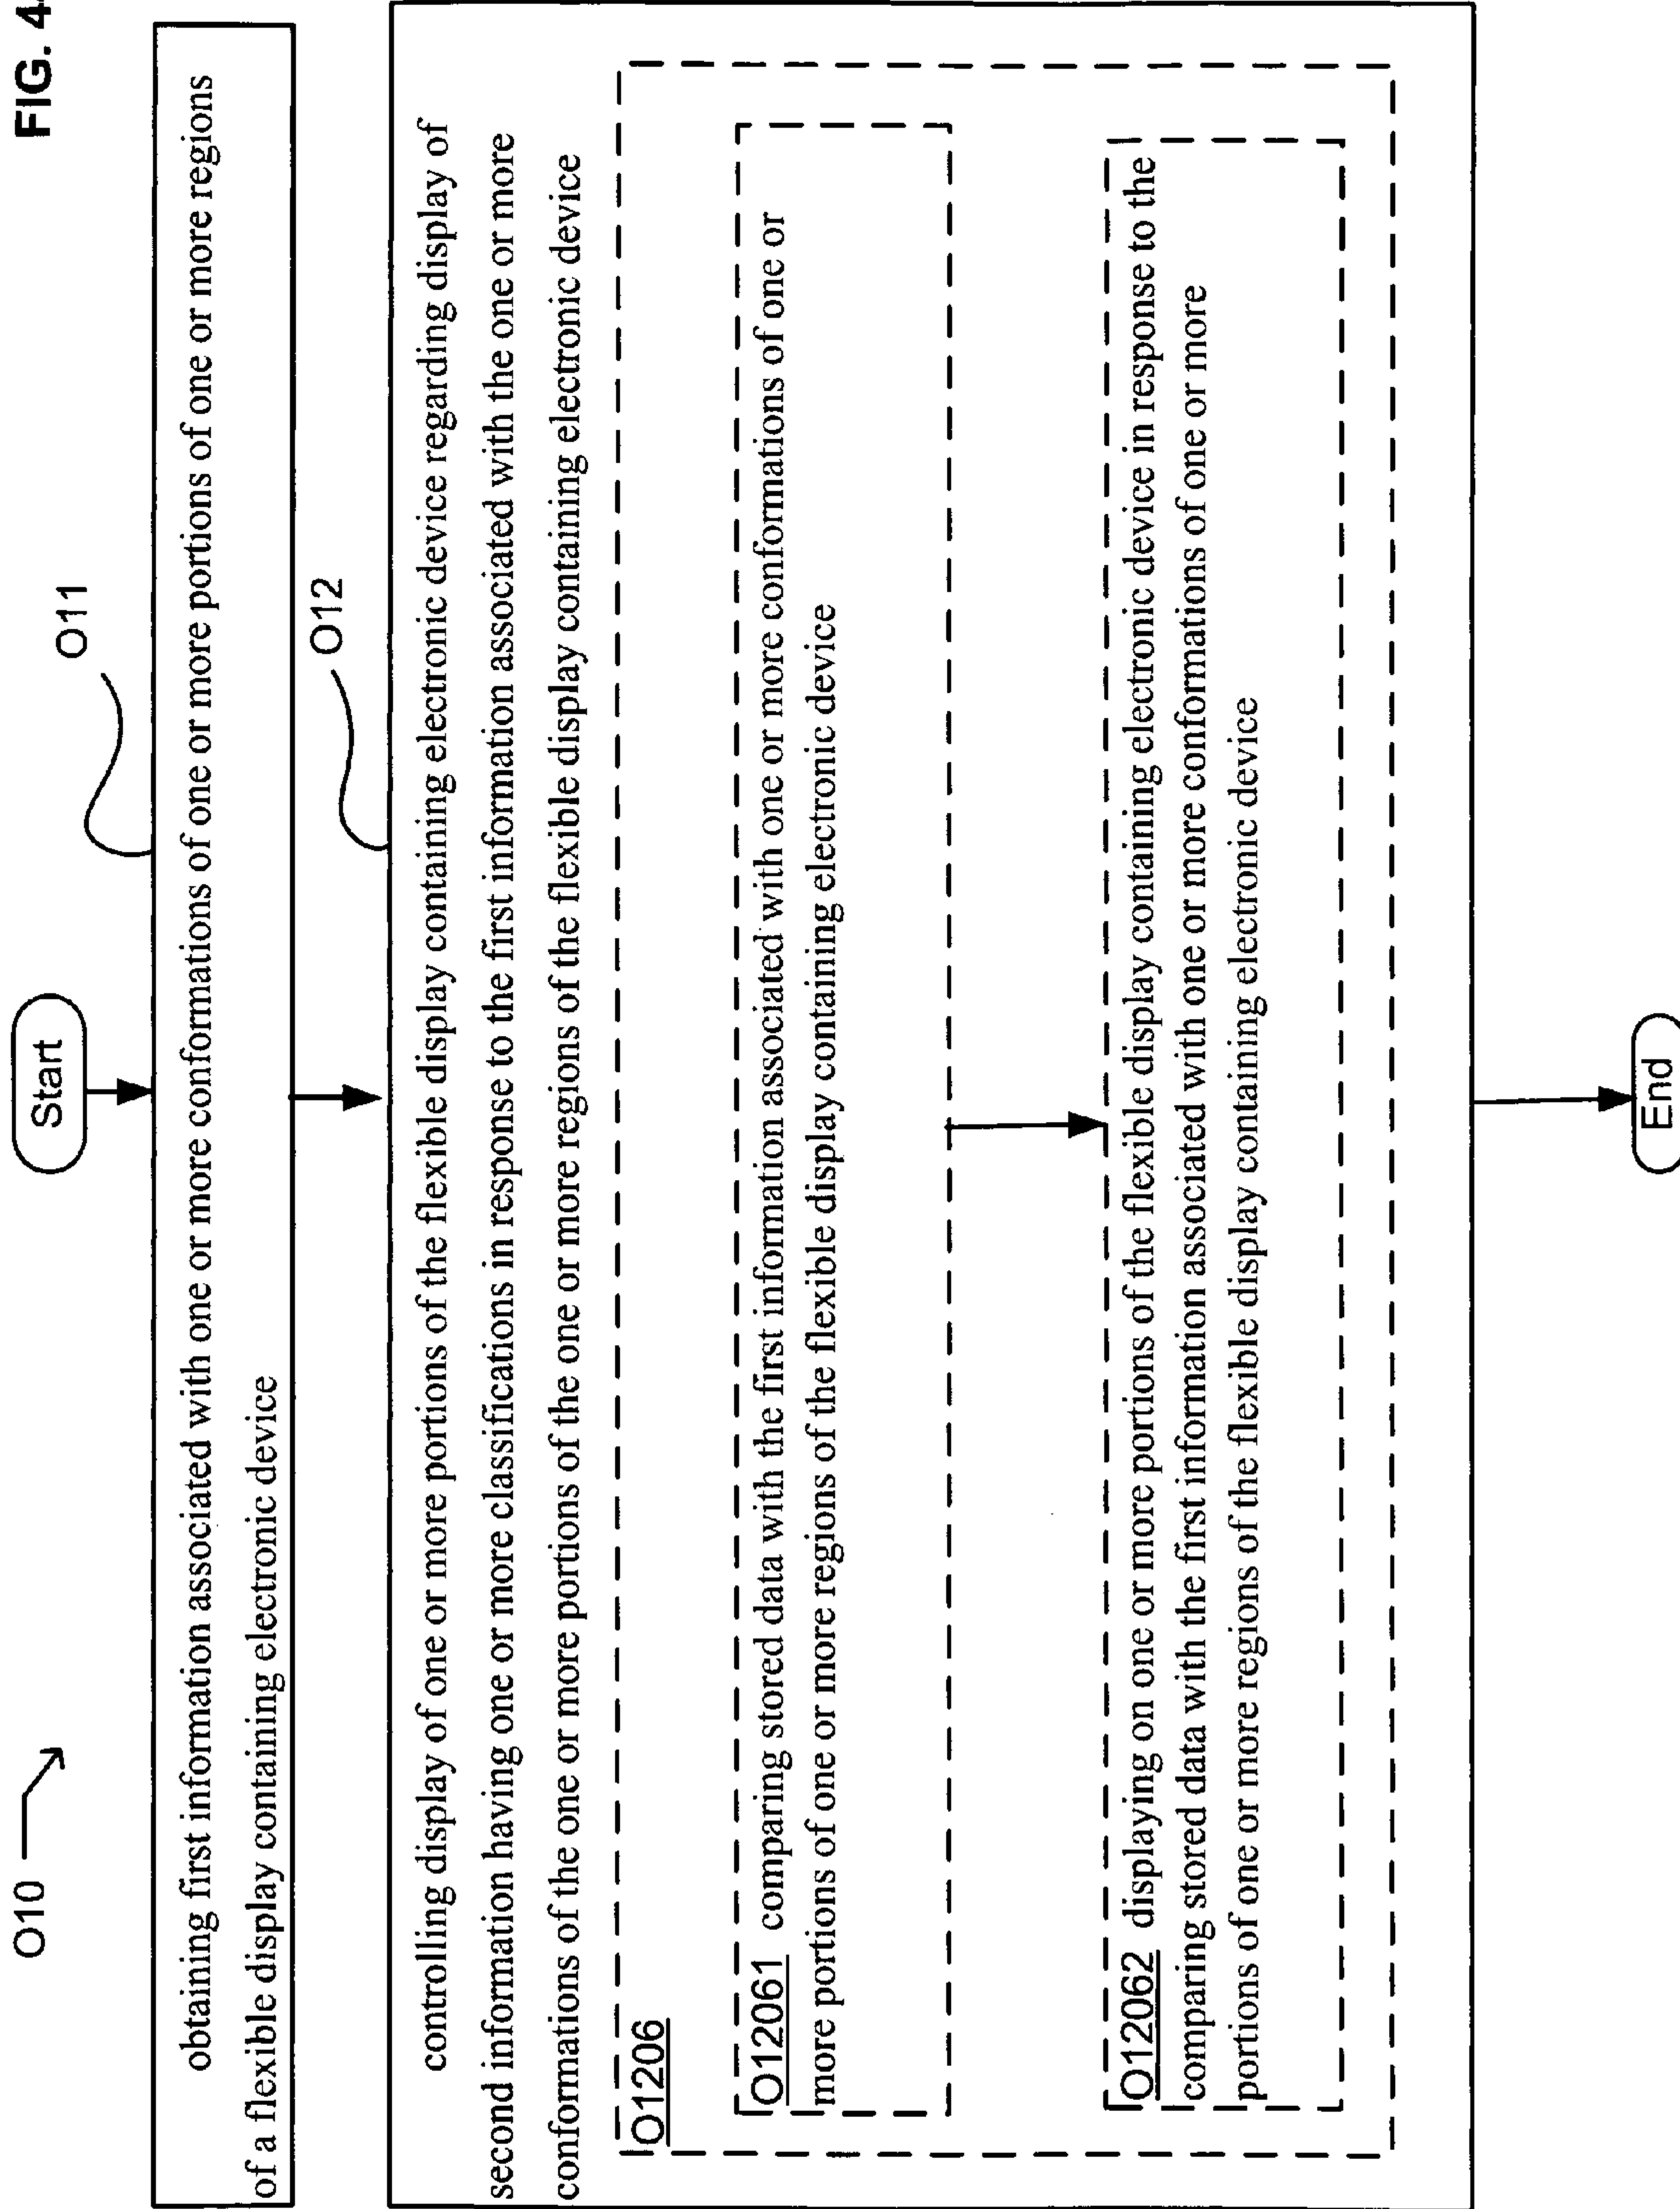 FIG. 4
O10
Start
O11
obtaining first information associated with one or more conformations of one or more portions of one or more regions
of a flexible display containing electronic device
O12
controlling display of one or more portions of the flexible display containing electronic device regarding display of
second information having one or more classifications in response to the first information associated with the one or more
conformations of the one or more portions of the one or more regions of the flexible display containing electronic device
O1206
O12061 comparing stored data with the first information associated with one or more conformations of one or
more portions of one or more regions of the flexible display containing electronic device
O12062 displaying on one or more portions of the flexible display containing electronic device in response to the
comparing stored data with the first information associated with one or more conformations of one or more
portions of one or more regions of the flexible display containing electronic device
End